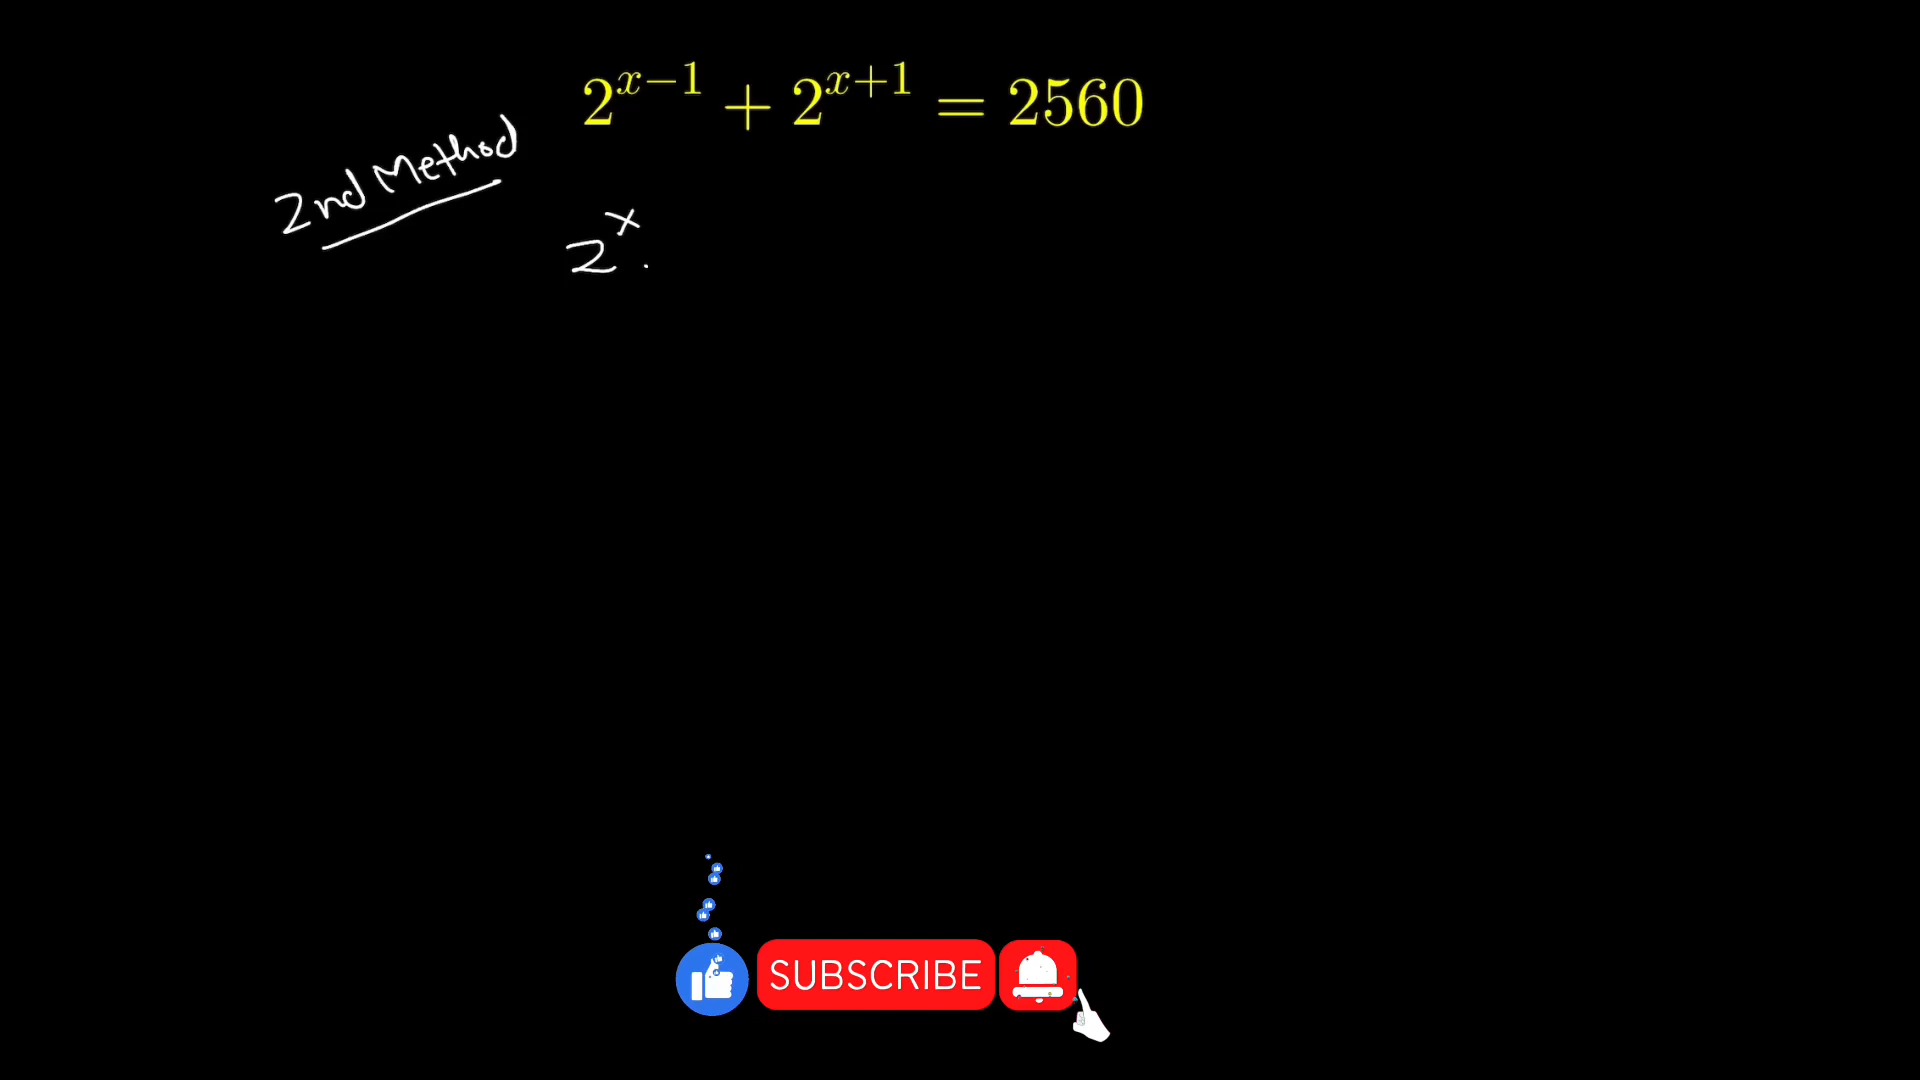 2^{x-1} + 2^{x+1} = 2560
2nd Method
2^x .
SUBSCRIBE